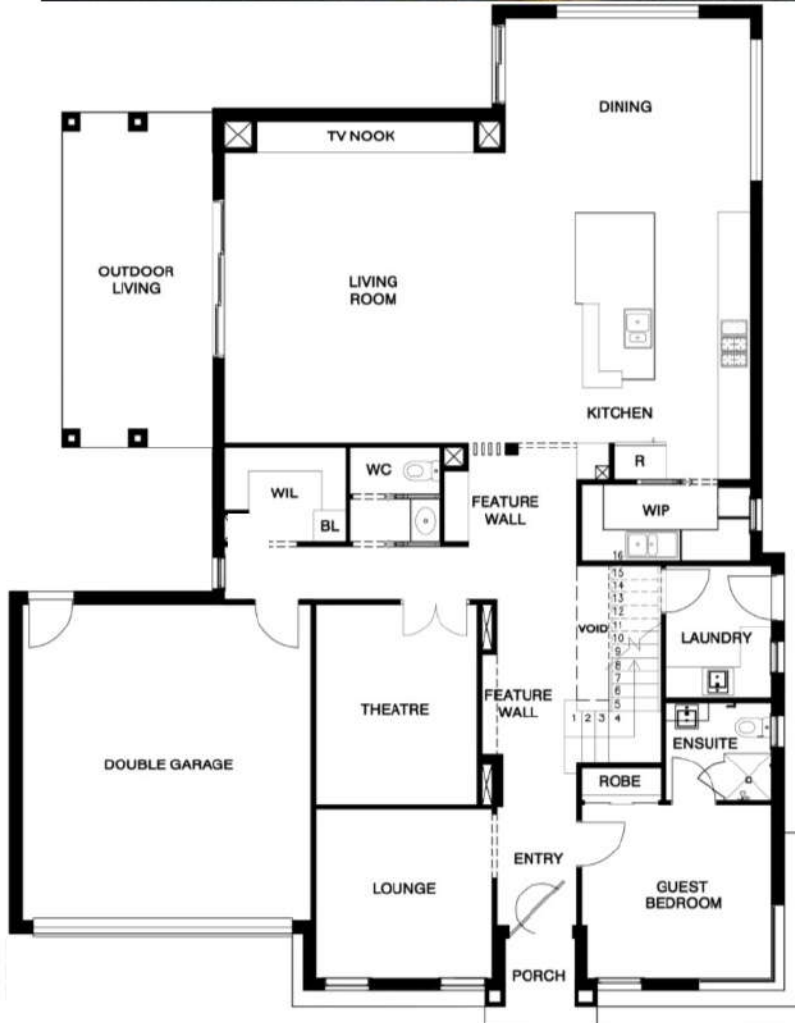 DINING
TV NOOK
OUTDOOR
LIVING
LIVING
ROOM
KITCHEN
R
WC
WIL
BL
FEATURE
WALL
WIP
16
15
14
13
12
11
10
9
8
7
6
5
1 2 3 4
VOID
LAUNDRY
THEATRE
FEATURE
WALL
ENSUITE
DOUBLE GARAGE
ROBE
ENTRY
LOUNGE
GUEST
BEDROOM
PORCH